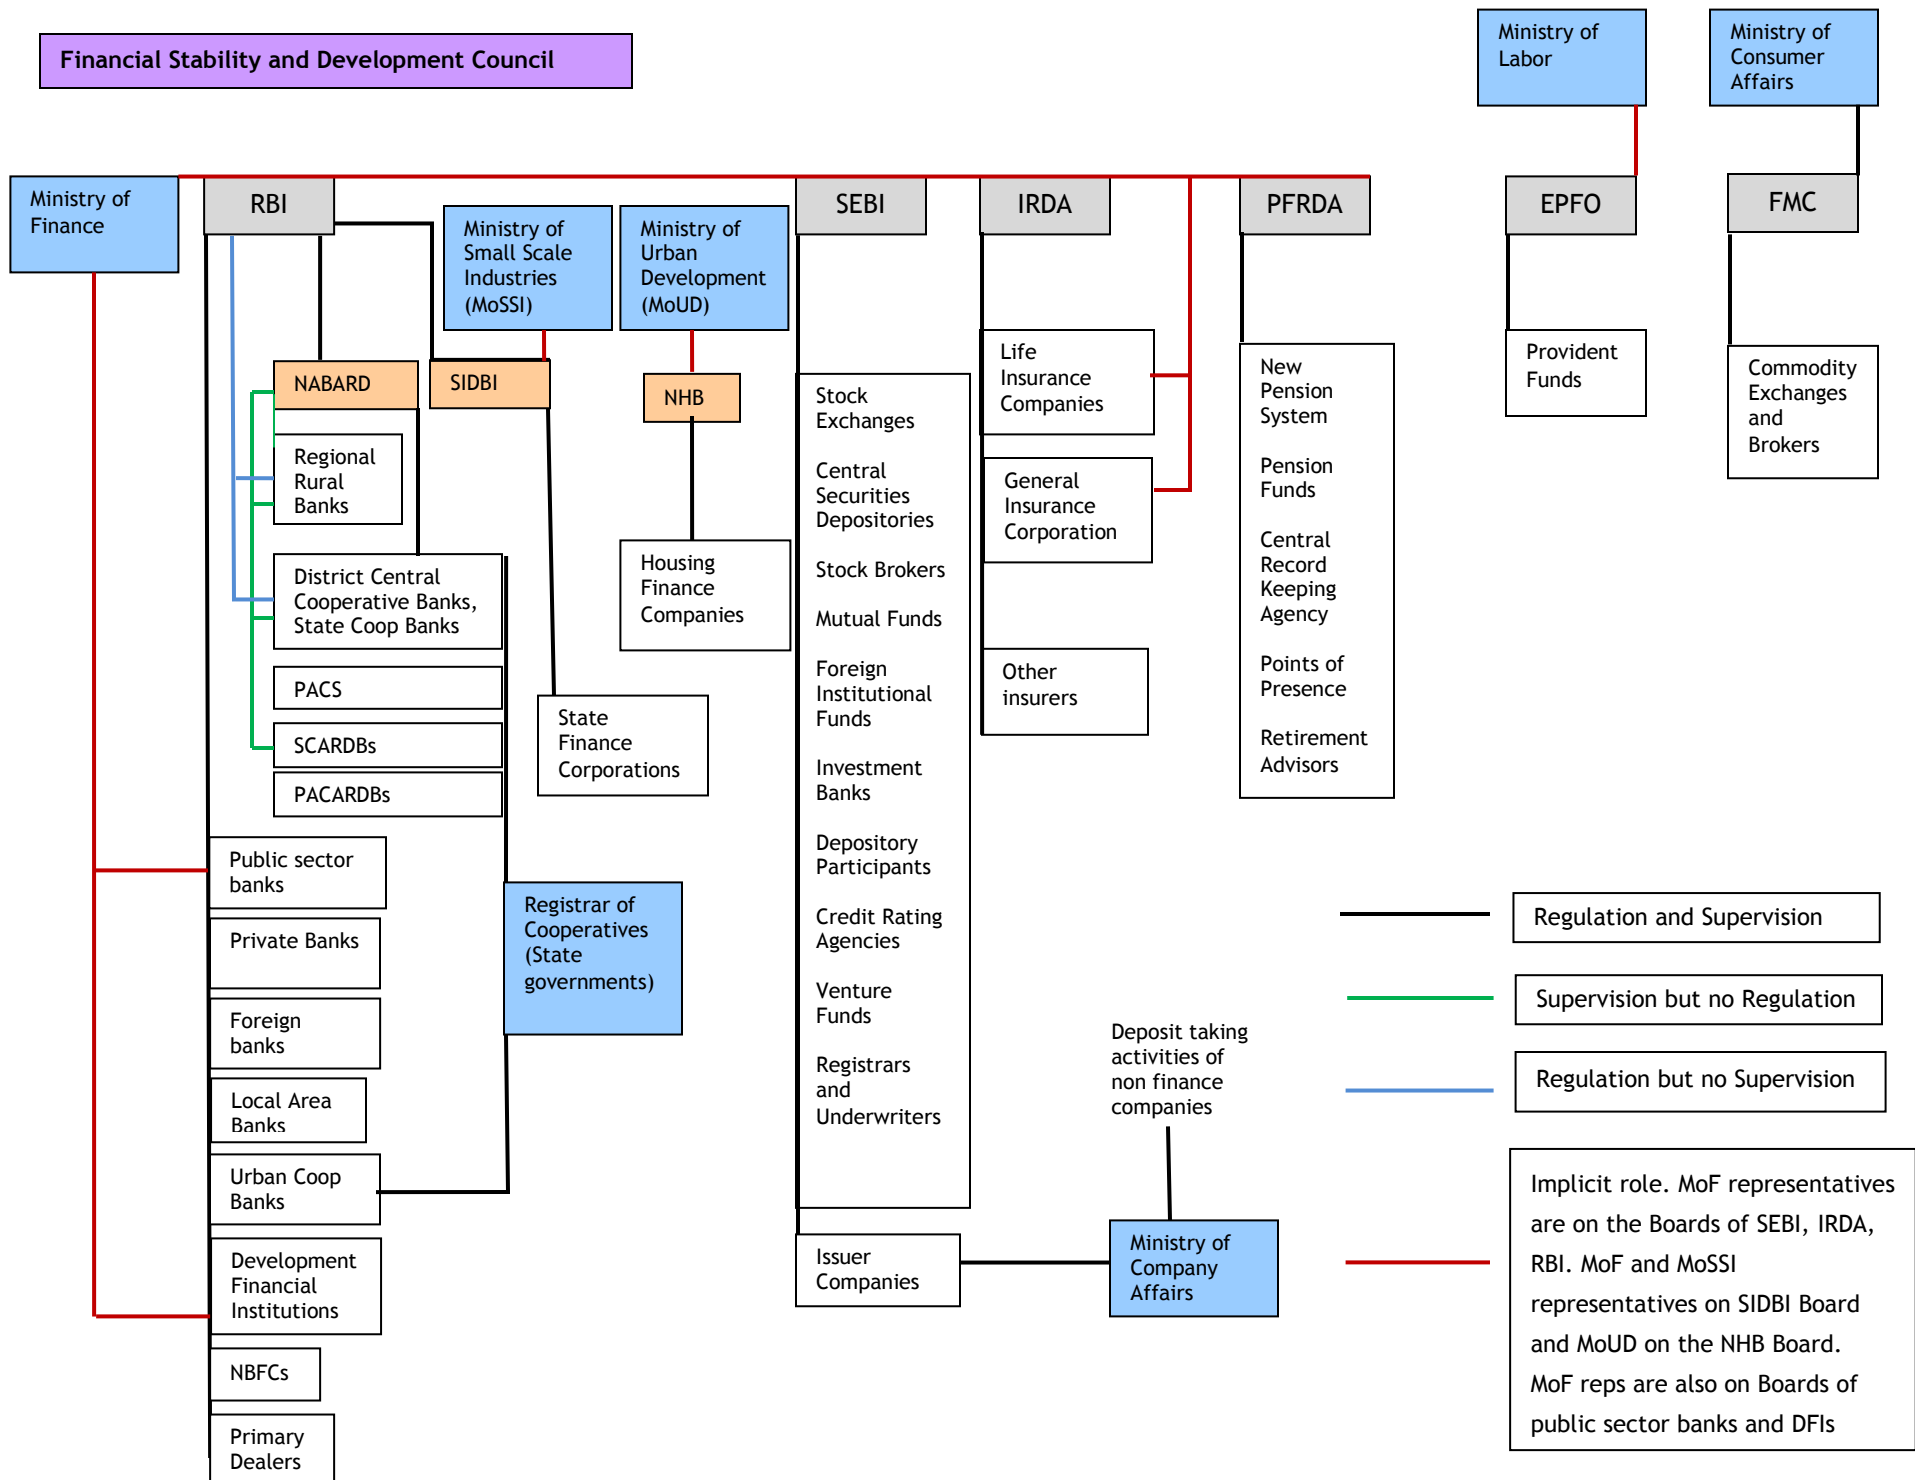 Financial Stability and Development Council
Ministry of
Labor
Ministry of
Consumer
Affairs
Ministry of
Finance
RBI
SEBI
IRDA
PFRDA
EPFO
FMC
Ministry of
Small Scale
Industries
(MoSSI)
Ministry of
Urban
Development
(MoUD)
NABARD
SIDBI
NHB
Regional
Rural
Banks
District Central
Cooperative Banks,
State Coop Banks
PACS
SCARDBs
PACARDBs
State
Finance
Corporations
Housing
Finance
Companies
Stock
Exchanges
Central
Securities
Depositories
Stock Brokers
Mutual Funds
Foreign
Institutional
Funds
Investment
Banks
Depository
Participants
Credit Rating
Agencies
Venture
Funds
Registrars
and
Underwriters
Life
Insurance
Companies
General
Insurance
Corporation
Other
insurers
New
Pension
System
Pension
Funds
Central
Record
Keeping
Agency
Points of
Presence
Retirement
Advisors
Provident
Funds
Commodity
Exchanges
and
Brokers
Public sector
banks
Private Banks
Foreign
banks
Local Area
Banks
Urban Coop
Banks
Development
Financial
Institutions
NBFCs
Primary
Dealers
Registrar of
Cooperatives
(State
governments)
Issuer
Companies
Deposit taking
activities of
non finance
companies
Ministry of
Company
Affairs
Regulation and Supervision
Supervision but no Regulation
Regulation but no Supervision
Implicit role. MoF representatives
are on the Boards of SEBI, IRDA,
RBI. MoF and MoSSI
representatives on SIDBI Board
and MoUD on the NHB Board.
MoF reps are also on Boards of
public sector banks and DFIs